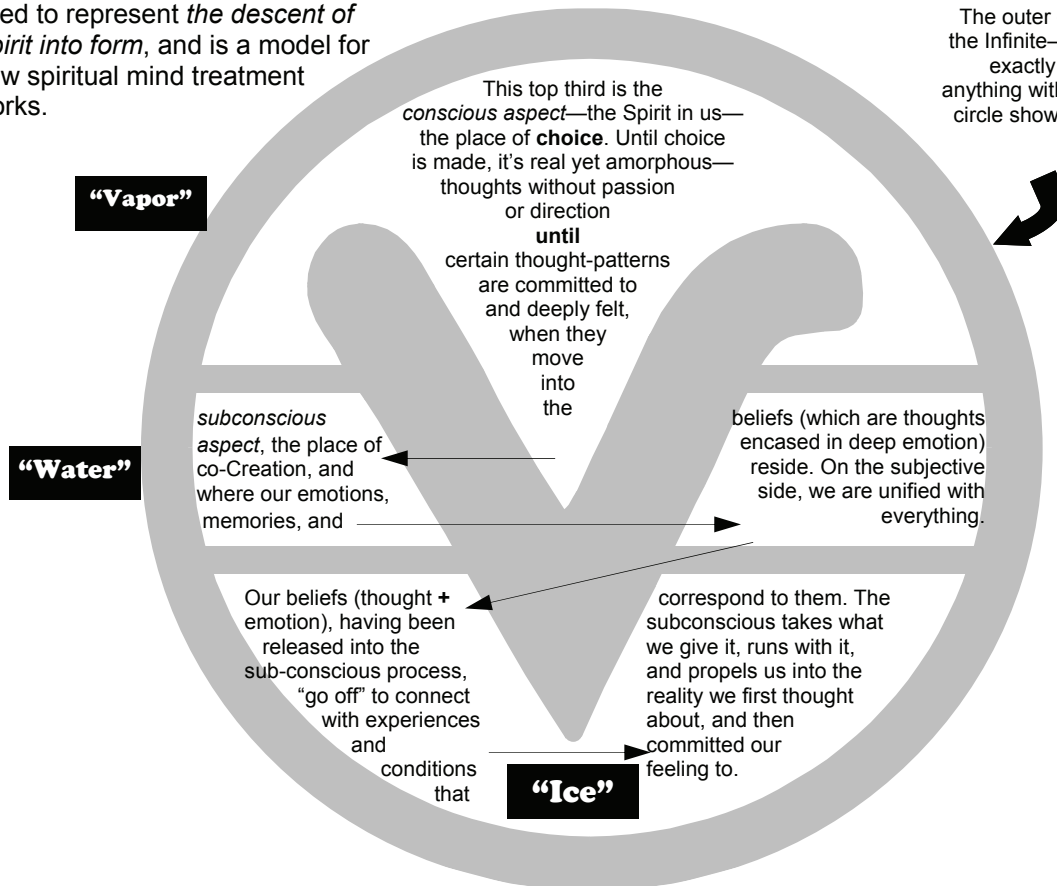 ed to represent the descent of
pirit into form, and is a model for
w spiritual mind treatment
orks.
The outer
the Infinite—
exactly
anything with
circle show
"Vapor"
This top third is the
conscious aspect—the Spirit in us—
the place of choice. Until choice
is made, it's real yet amorphous—
thoughts without passion
or direction
until
certain thought-patterns
are committed to
and deeply felt,
when they
move
into
the
"Water"
subconscious
aspect, the place of
co-Creation, and
where our emotions,
memories, and
beliefs (which are thoughts
encased in deep emotion)
reside. On the subjective
side, we are unified with
everything.
Our beliefs (thought +
emotion), having been
released into the
sub-conscious process,
“go off” to connect
with experiences
and
conditions
that
correspond to them. The
subconscious takes what
we give it, runs with it,
and propels us into the
reality we first thought
about, and then
committed our
feeling to.
“Ice”